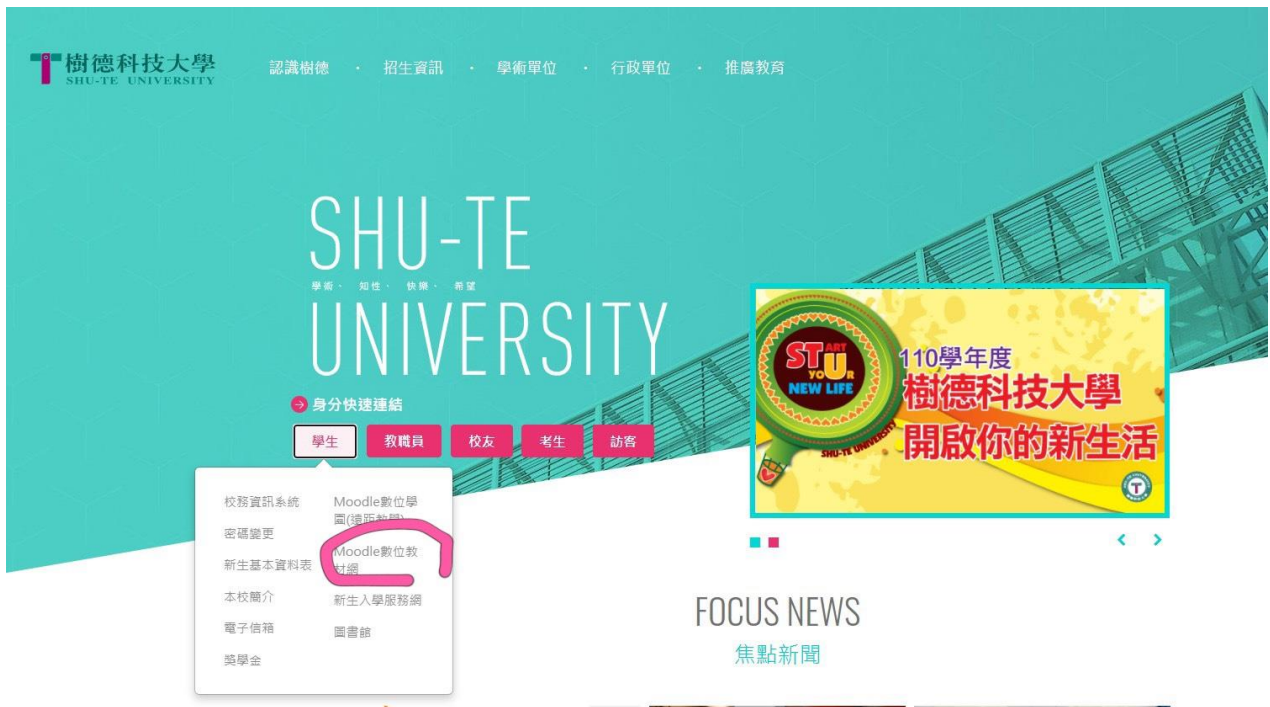 樹德科技大學
SHU-TE UNIVERSITY
認識樹德 · 招生資訊 · 學術單位 · 行政單位 · 推廣教育
SHU-TE
學術· 知性· 快樂· 希望
UNIVERSITY
身分快速連結
學生 教職員 校友 考生 訪客
校務資訊系統
密碼變更
新生基本資料表
本校簡介
電子信箱
獎學金
Moodle數位學
園(遠距教學)
Moodle數位教
材網
新生入學服務網
圖書館
START
YOUR
NEW LIFE
SHU-TE UNIVERSITY
110學年度
樹德科技大學
開啟你的新生活
FOCUS NEWS
焦點新聞